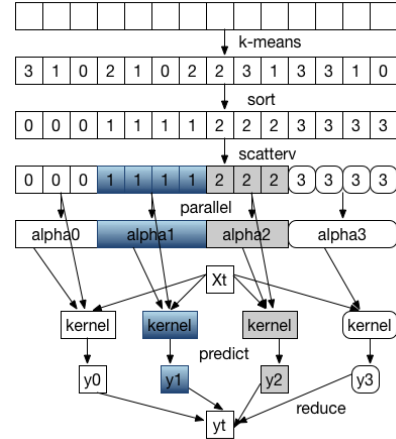 k-means
3 1 0 2 1 0 2 2 3 1 3 3 1 0
sort
0 0 0 1 1 1 1 2 2 2 3 3 3 3
scatterv
0 0 0 1 1 1 1 2 2 2 3 3 3 3
parallel
alpha0 alpha1 alpha2 alpha3
Xt
kernel kernel kernel kernel
predict
y0 y1 y2 y3
reduce
yt